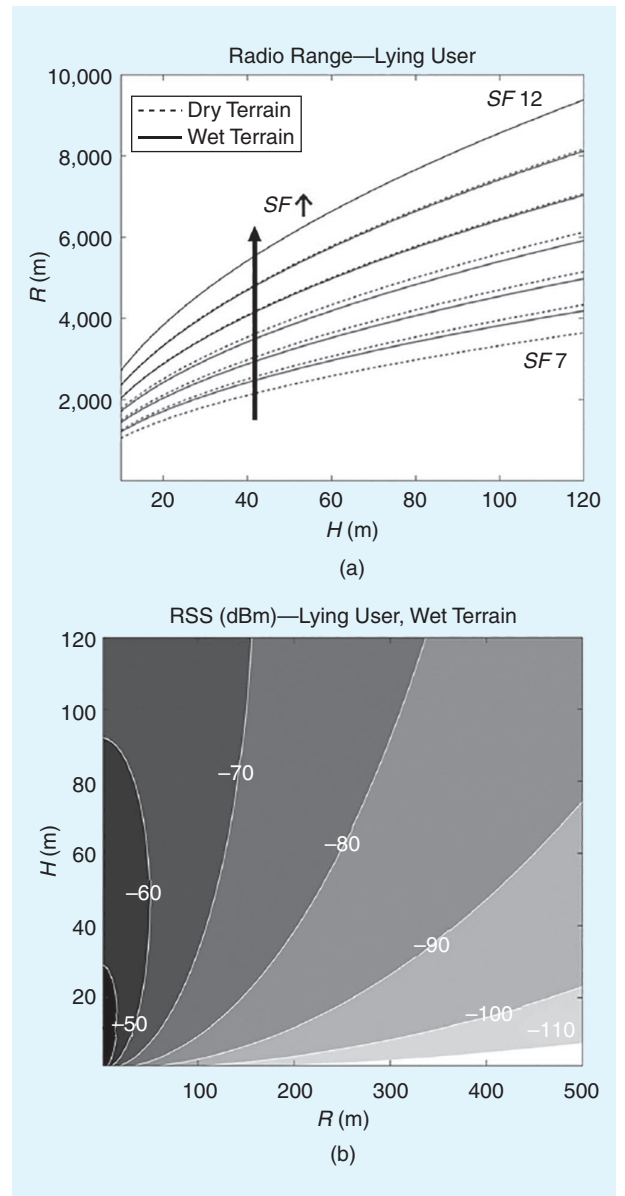 Radio Range—Lying User
10,000
8,000
6,000
4,000
2,000
R (m)
Dry Terrain
Wet Terrain
SF 12
SF ↑
SF 7
20 40 60 80 100 120
H (m)
(a)
RSS (dBm)—Lying User, Wet Terrain
120
100
80
60
40
20
H (m)
–70
–80
–60
–90
–50
–100
–110
100 200 300 400 500
R (m)
(b)